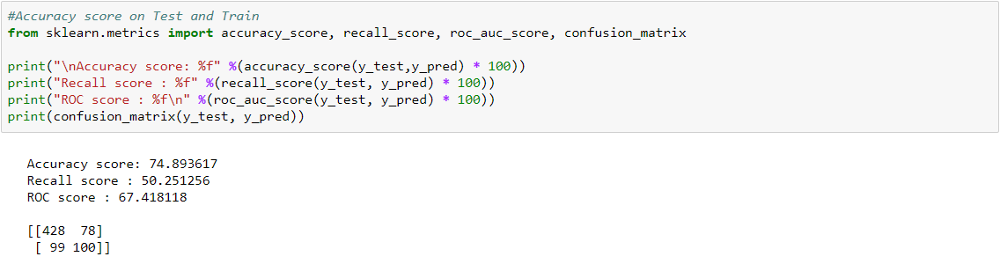 #Accuracy score on Test and Train
from sklearn.metrics import accuracy_score, recall_score, roc_auc_score, confusion_matrix
print("\nAccuracy score: %f" %(accuracy_score(y_test,y_pred) * 100))
print("Recall score : %f" %(recall_score(y_test, y_pred) * 100))
print("ROC score : %f\n" %(roc_auc_score(y_test, y_pred) * 100))
print(confusion_matrix(y_test, y_pred))
Accuracy score: 74.893617
Recall score : 50.251256
ROC score : 67.418118
[[428  78]
 [ 99 100]]